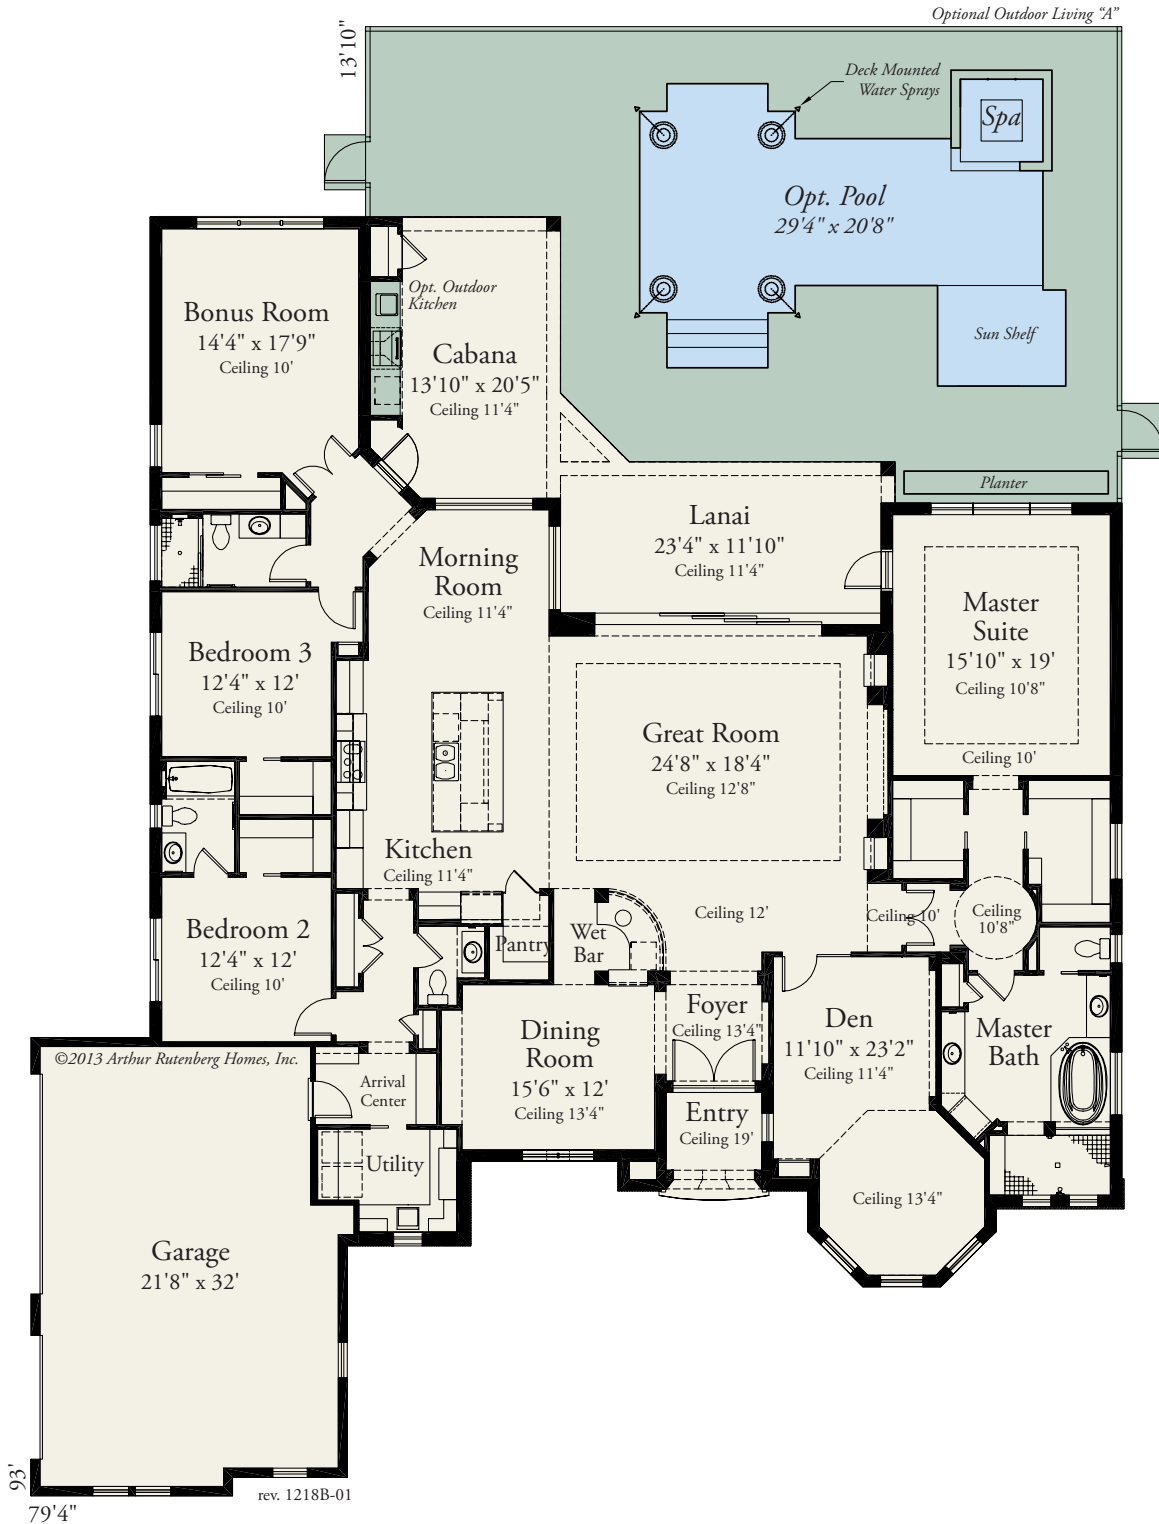 Optional Outdoor Living “A”
13'10"
Deck Mounted
Water Sprays
Spa
Opt. Pool
29'4" x 20'8"
Sun Shelf
Planter
Bonus Room
14'4" x 17'9"
Ceiling 10'
Opt. Outdoor
Kitchen
Cabana
13'10" x 20'5"
Ceiling 11'4"
Lanai
23'4" x 11'10"
Ceiling 11'4"
Morning
Room
Ceiling 11'4"
Master
Suite
15'10" x 19'
Ceiling 10'8"
Ceiling 10'
Bedroom 3
12'4" x 12'
Ceiling 10'
Great Room
24'8" x 18'4"
Ceiling 12'8"
Kitchen
Ceiling 11'4"
Ceiling 12'
Ceiling 10'
Ceiling
10'8"
Bedroom 2
12'4" x 12'
Ceiling 10'
Pantry
Wet
Bar
Foyer
Ceiling 13'4"
Dining
Room
15'6" x 12'
Ceiling 13'4"
Den
11'10" x 23'2"
Ceiling 11'4"
Master
Bath
©2013 Arthur Rutenberg Homes, Inc.
Arrival
Center
Entry
Ceiling 19'
Utility
Ceiling 13'4"
Garage
21'8" x 32'
93'
79'4"
rev. 1218B-01